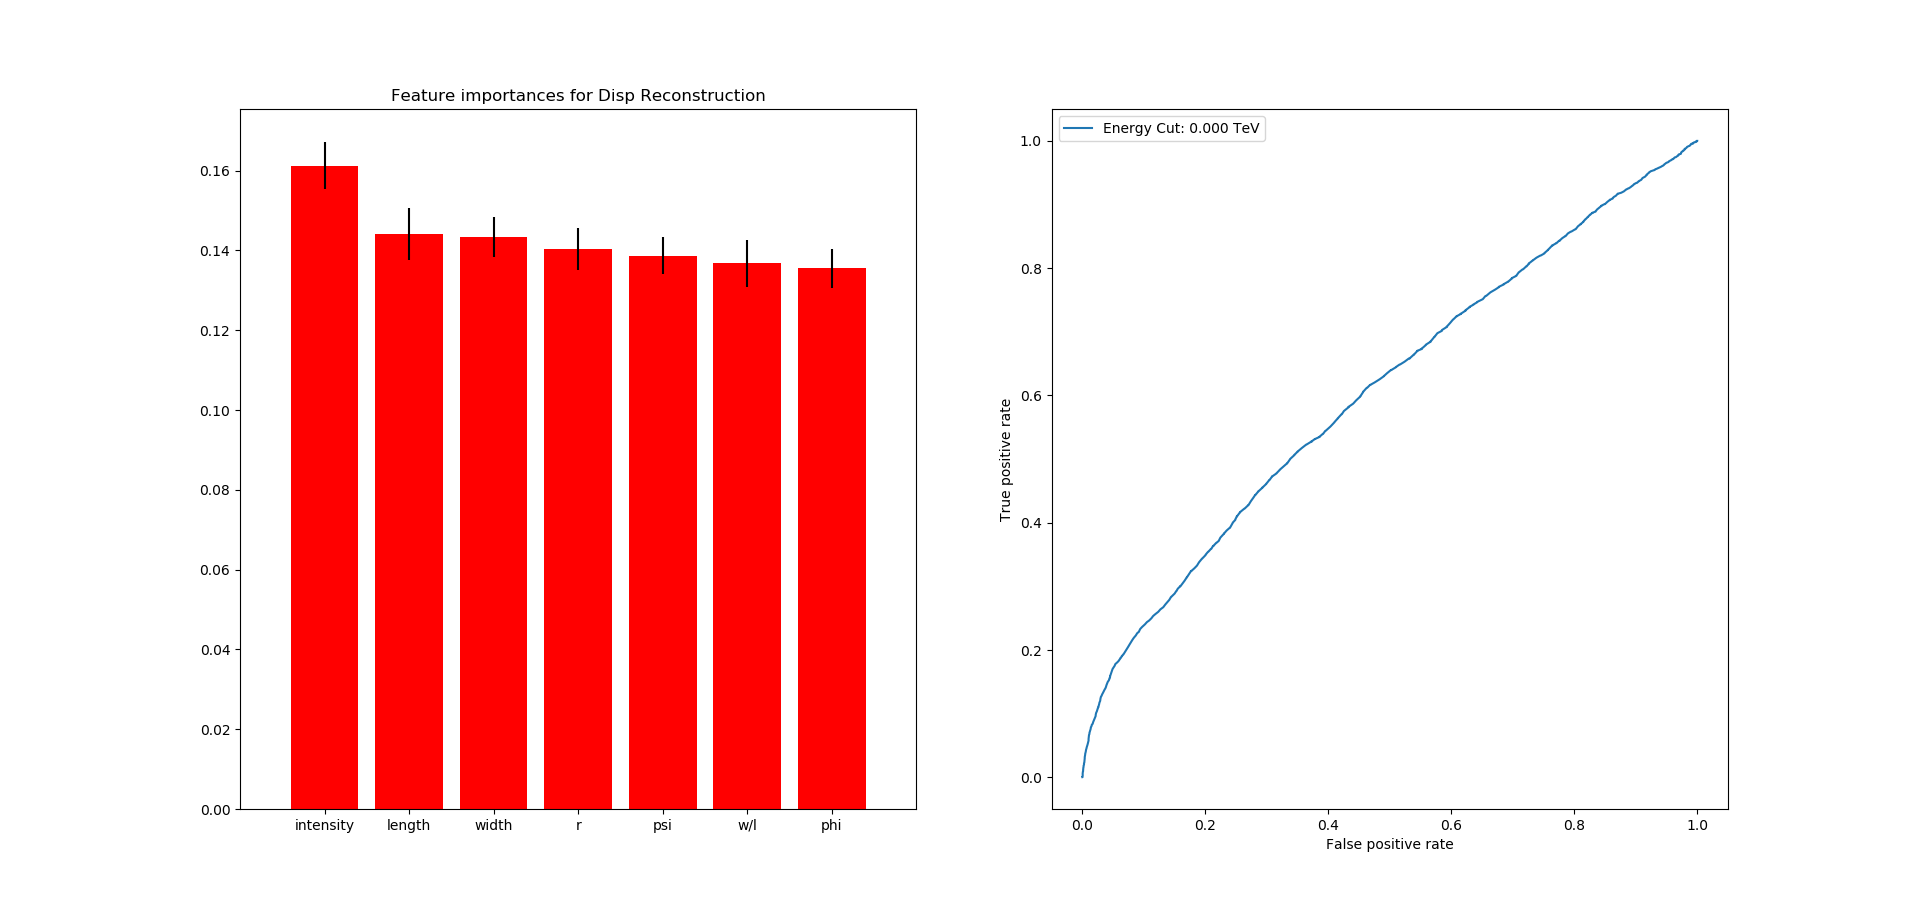 Feature importances for Disp Reconstruction
0.16
0.14
0.12
0.10
0.08
0.06
0.04
0.02
0.00
intensity length width r psi w/l phi
Energy Cut: 0.000 TeV
1.0
0.8
0.6
0.4
0.2
0.0
True positive rate
0.0 0.2 0.4 0.6 0.8 1.0
False positive rate